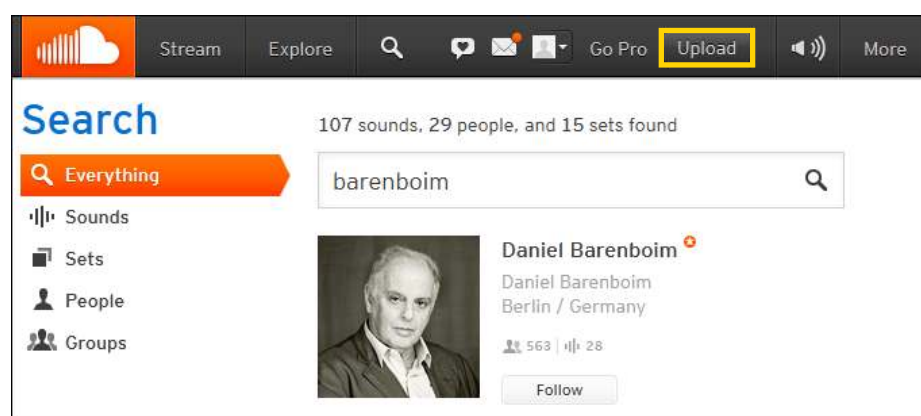 Stream Explore Go Pro Upload More
Search
107 sounds, 29 people, and 15 sets found
Everything
barenboim
Sounds
Daniel Barenboim
Sets
Daniel Barenboim
People
Berlin / Germany
Groups
563 | 28
Follow